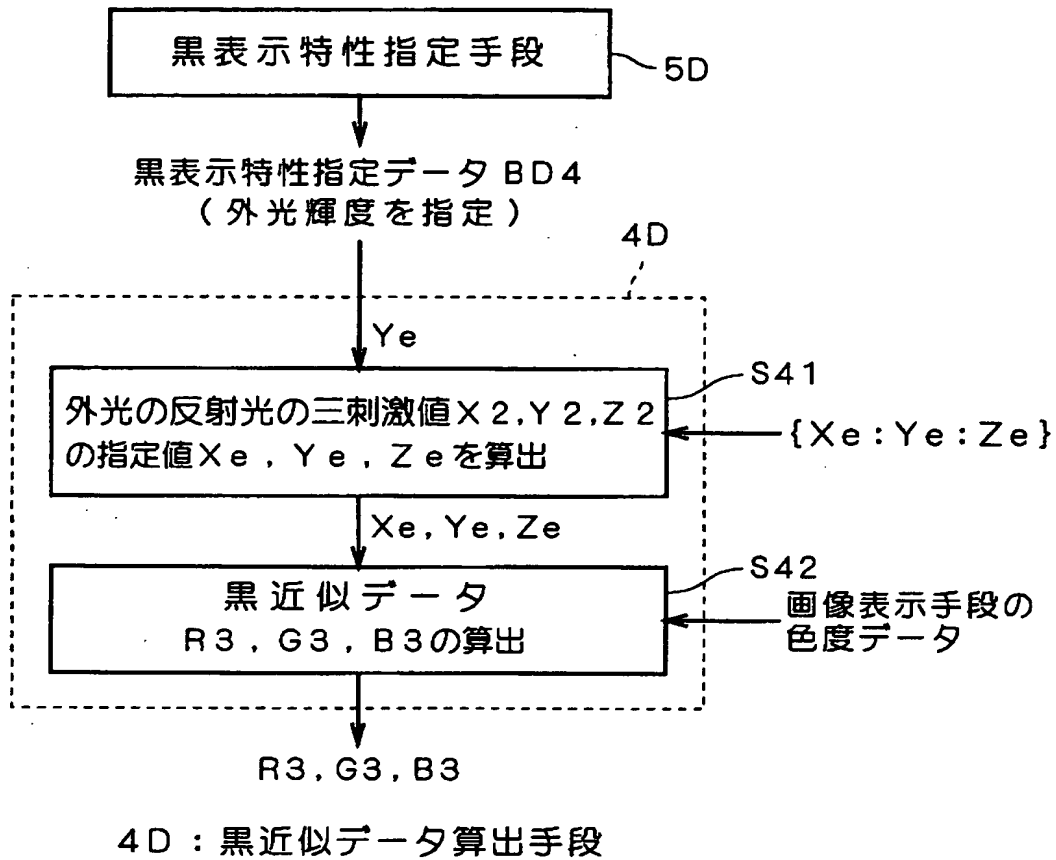 黒表示特性指定手段
5D
黒表示特性指定データBD4
(外光輝度を指定)
4D
Ye
S41
外光の反射光の三刺激値X2,Y2,Z2
の指定値Xe,Ye,Zeを算出
{Xe:Ye:Ze}
Xe,Ye,Ze
S42
黒近似データ
R3,G3,B3の算出
画像表示手段の
色度データ
R3,G3,B3
4D:黒近似データ算出手段